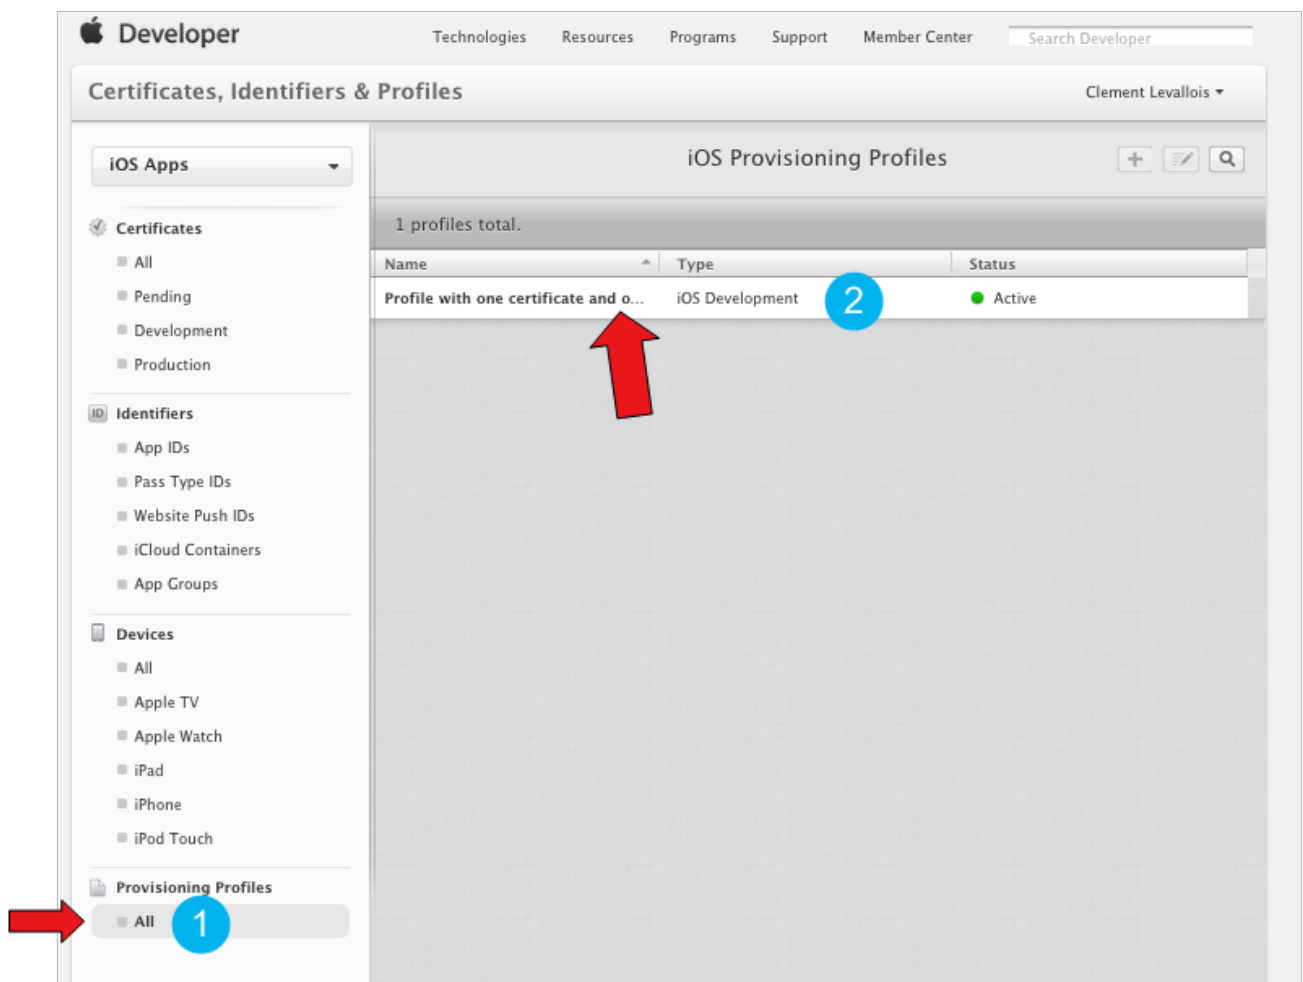 Developer
Technologies Resources Programs Support Member Center Search Developer
Certificates, Identifiers & Profiles
Clement Levallois
iOS Apps
iOS Provisioning Profiles
1 profiles total.
Name Type Status
Profile with one certificate and o... iOS Development 2 Active
Certificates
All
Pending
Development
Production
ID Identifiers
App IDs
Pass Type IDs
Website Push IDs
iCloud Containers
App Groups
Devices
All
Apple TV
Apple Watch
iPad
iPhone
iPod Touch
Provisioning Profiles
All 1